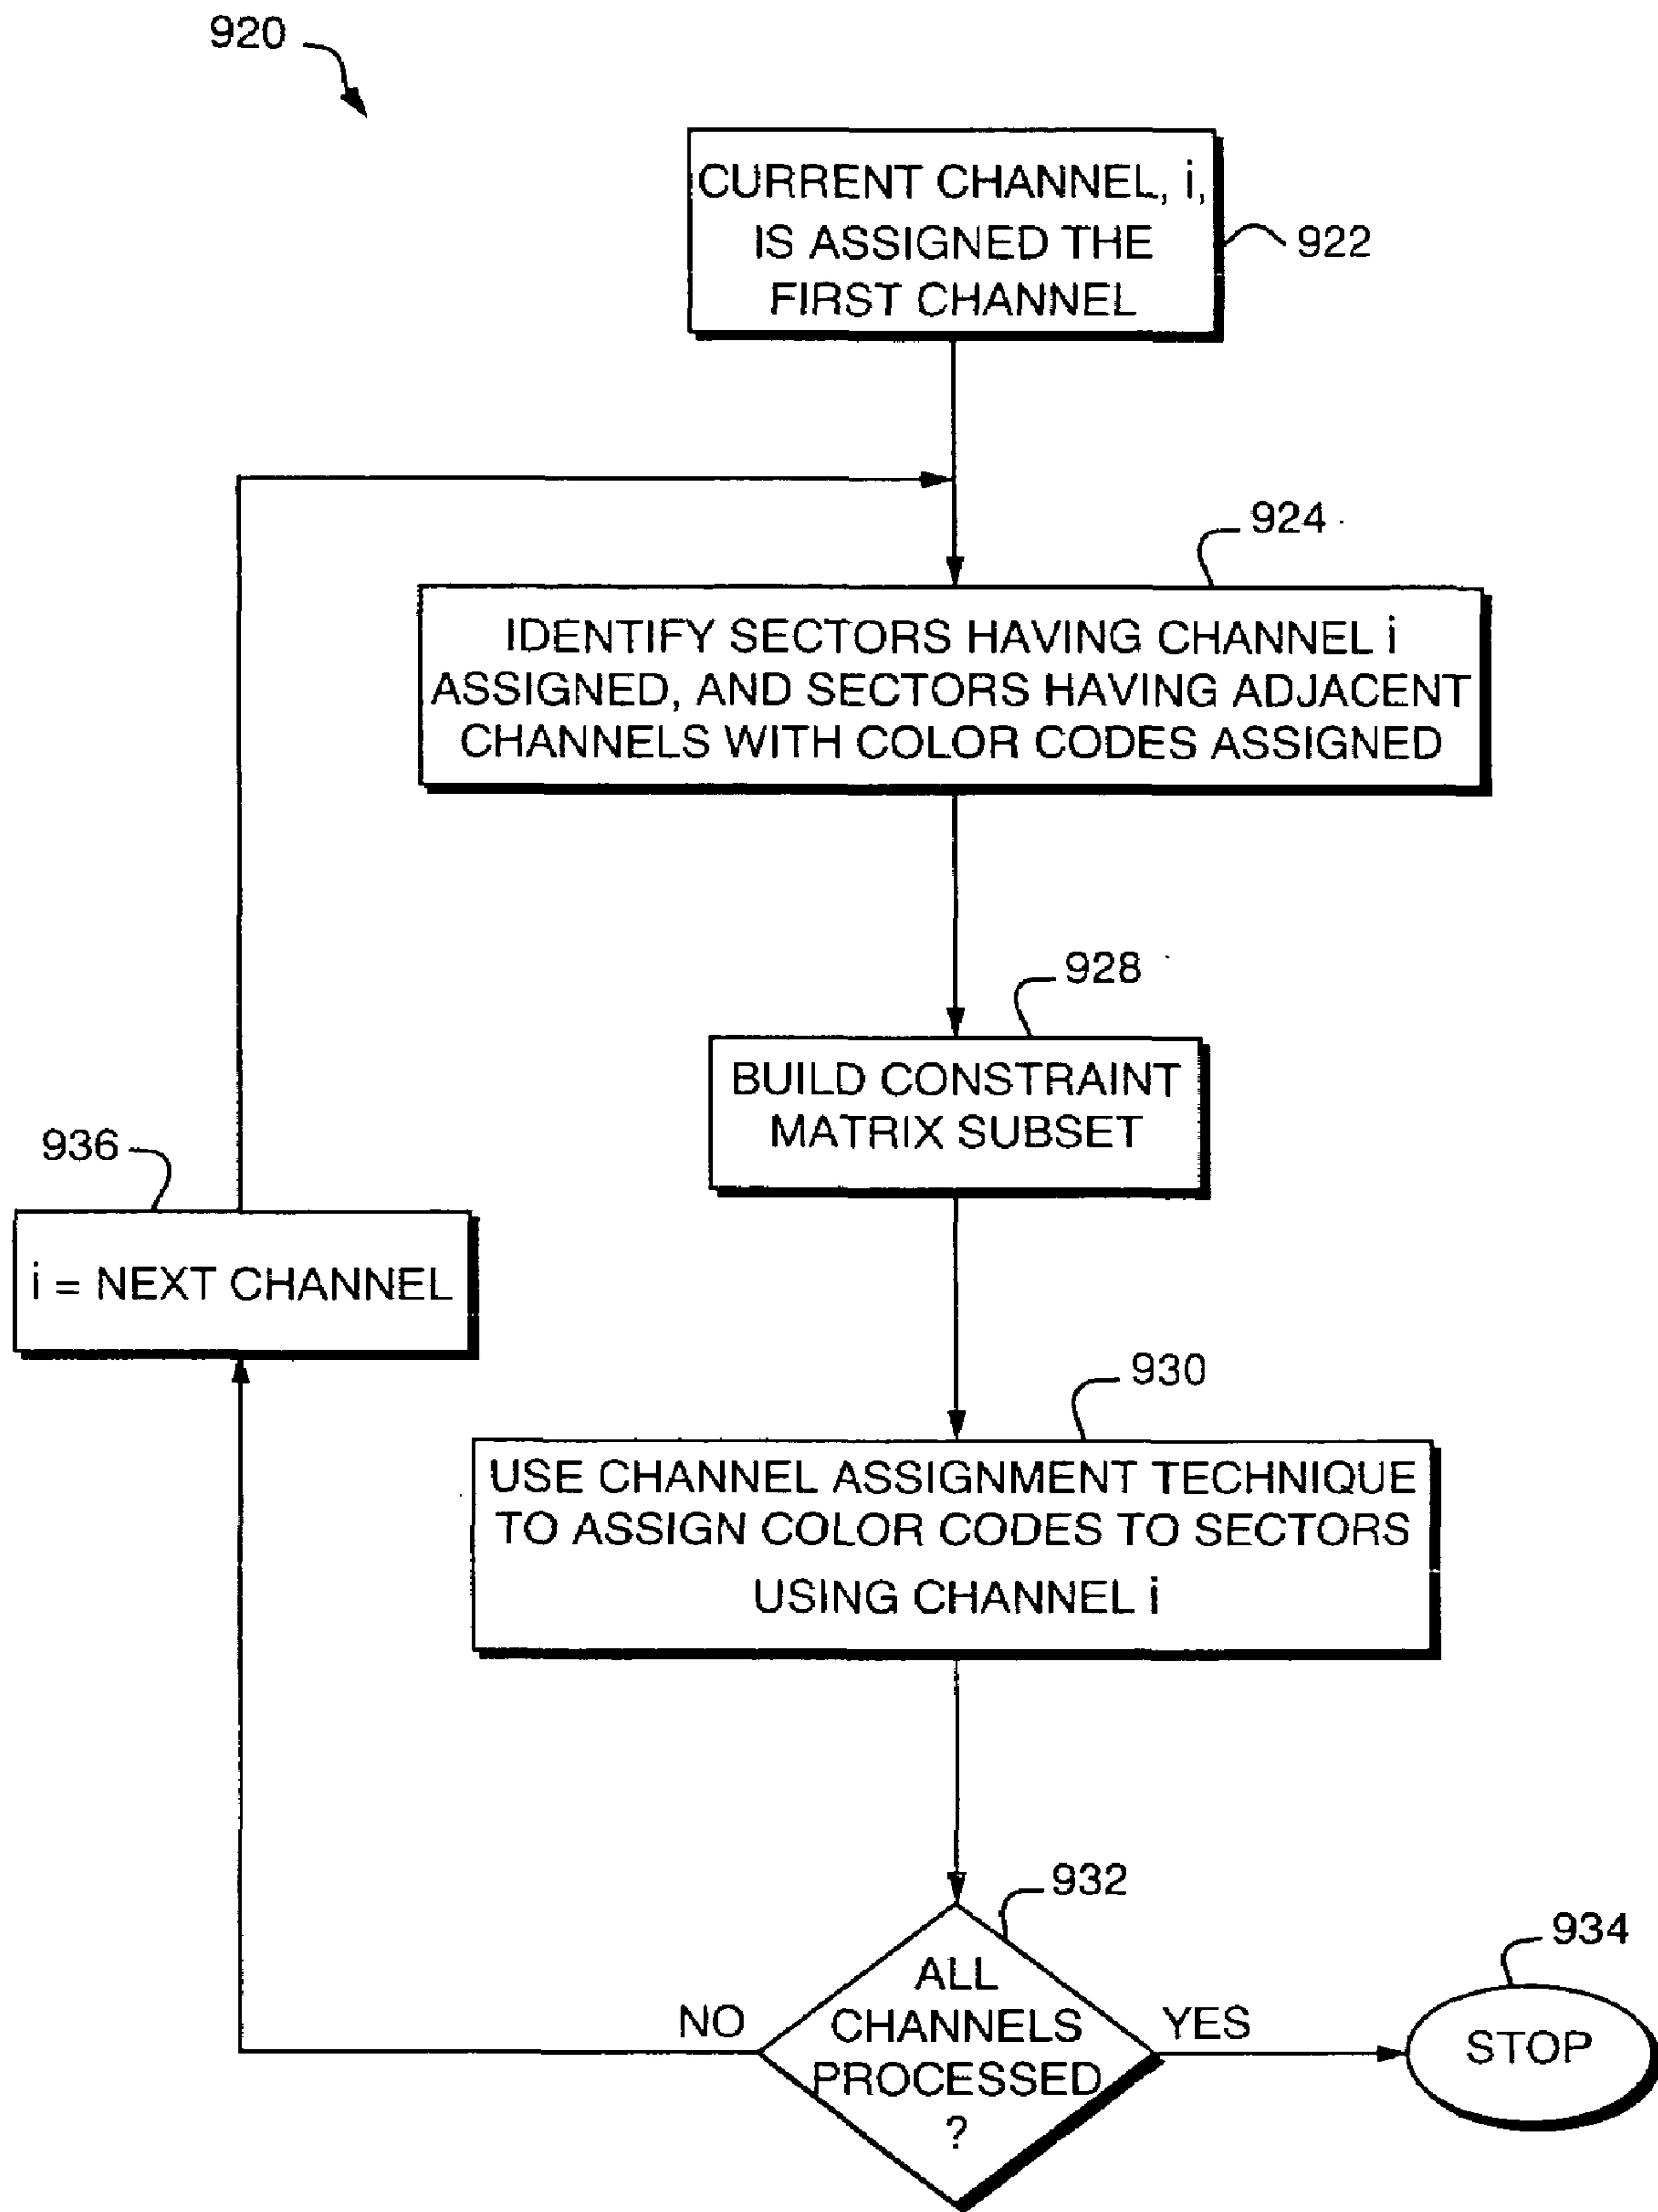 920
CURRENT CHANNEL, i,
IS ASSIGNED THE
FIRST CHANNEL
922
924
IDENTIFY SECTORS HAVING CHANNEL i
ASSIGNED, AND SECTORS HAVING ADJACENT
CHANNELS WITH COLOR CODES ASSIGNED
928
BUILD CONSTRAINT
MATRIX SUBSET
936
i = NEXT CHANNEL
930
USE CHANNEL ASSIGNMENT TECHNIQUE
TO ASSIGN COLOR CODES TO SECTORS
USING CHANNEL i
932
ALL
CHANNELS
PROCESSED
?
NO
YES
934
STOP